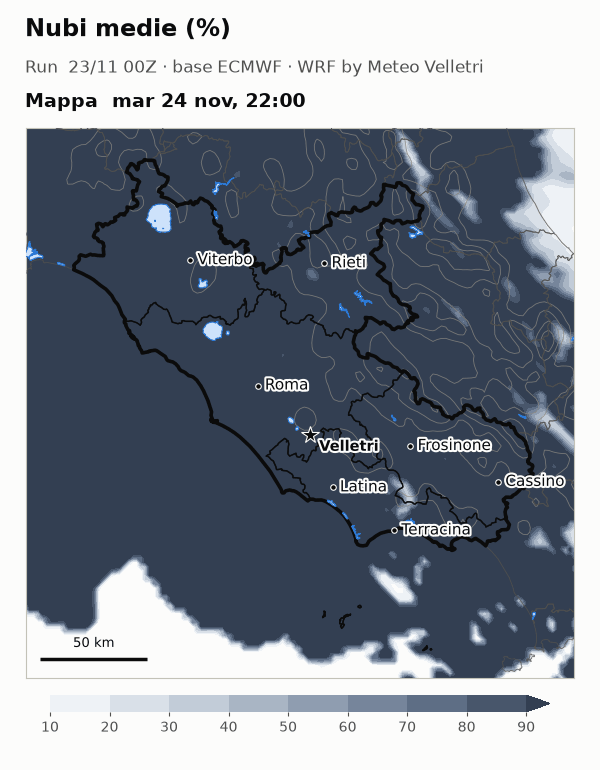 Nubi medie (%)
Run  23/11 00Z · base ECMWF · WRF by Meteo Velletri
Mappa  mar 24 nov, 22:00
Viterbo
Rieti
Roma
Velletri
Frosinone
Cassino
Latina
Terracina
50 km
10 20 30 40 50 60 70 80 90